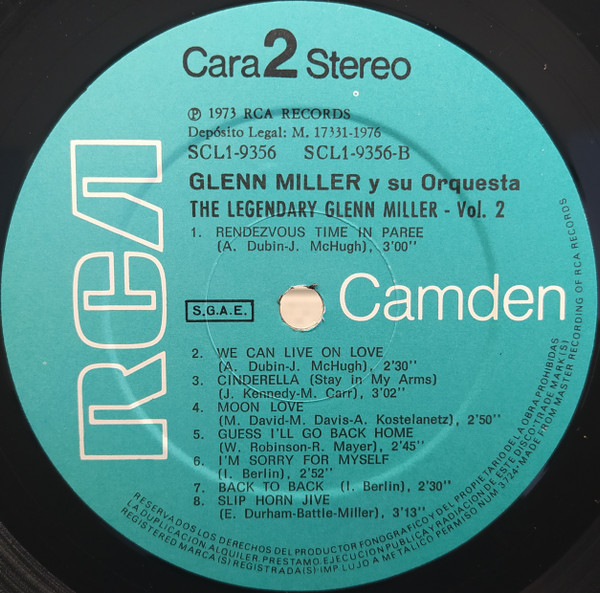 Cara 2 Stereo
℗ 1973 RCA RECORDS
Depósito Legal: M. 17331-1976
SCL1-9356 SCL1-9356-B
GLENN MILLER y su Orquesta
THE LEGENDARY GLENN MILLER - Vol. 2
1. RENDEZVOUS TIME IN PAREE
(A. Dubin-J. McHugh), 3'00"
RCA
S.G.A.E.
Camden
2. WE CAN LIVE ON LOVE
(A. Dubin-J. McHugh), 2'30"
3. CINDERELLA (Stay in My Arms)
(J. Kennedy-M. Carr), 3'02"
4. MOON LOVE
(M. David-M. Davis-A. Kostelanetz), 2'50"
5. GUESS I'LL GO BACK HOME
(W. Robinson-R. Mayer), 2'45"
6. I'M SORRY FOR MYSELF
(I. Berlin), 2'52"
7. BACK TO BACK (I. Berlin), 2'30"
8. SLIP HORN JIVE
(E. Durham-Battle-Miller), 3'13"
RESERVADOS LOS DERECHOS DEL PRODUCTOR FONOGRAFICO Y DEL PROPIETARIO DE LA OBRA PROHIBIDAS
LA DUPLICACION, ALQUILER, PRESTAMO, EJECUCION PUBLICA Y RADIACION DE ESTE DISCO • TRADE MARK(S)
REGISTERED MARCA(S) REGISTRADA(S) IMP. LUJO A METALICO PERMISO NUM 3724 • MADE FROM MASTER RECORDING OF RCA RECORDS